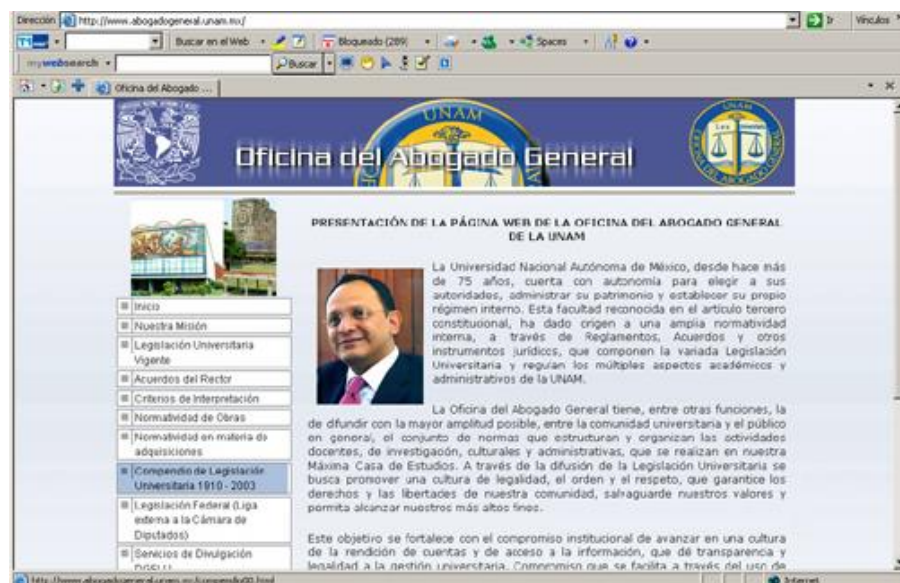 Dirección http://www.abogadogeneral.unam.mx/ Ir Vínculos
Buscar en el Web Bloqueado (289) Spaces
mywebsearch Buscar
Oficina del Abogado ...
UNAM
Oficina del Abogado General
OFICINA DEL ABOGADO GENERAL
PRESENTACIÓN DE LA PÁGINA WEB DE LA OFICINA DEL ABOGADO GENERAL
DE LA UNAM
La Universidad Nacional Autónoma de México, desde hace más
de 75 años, cuenta con autonomía para elegir a sus
autoridades, administrar su patrimonio y establecer su propio
régimen interno. Esta facultad reconocida en el artículo tercero
constitucional, ha dado origen a una amplia normatividad
interna, a través de Reglamentos, Acuerdos y otros
instrumentos jurídicos, que componen la variada Legislación
Universitaria y regulan los múltiples aspectos académicos y
administrativos de la UNAM.
La Oficina del Abogado General tiene, entre otras funciones, la
de difundir con la mayor amplitud posible, entre la comunidad universitaria y el público
en general, el conjunto de normas que estructuran y organizan las actividades
docentes, de investigación, culturales y administrativas, que se realizan en nuestra
Máxima Casa de Estudios. A través de la difusión de la Legislación Universitaria se
busca promover una cultura de legalidad, el orden y el respeto, que garantice los
derechos y las libertades de nuestra comunidad, salvaguarde nuestros valores y
permita alcanzar nuestros más altos fines.
Este objetivo se fortalece con el compromiso institucional de avanzar en una cultura
de la rendición de cuentas y de acceso a la información, que dé transparencia y
legalidad a la gestión universitaria. Compromiso que se facilita a través del uso de
Inicio
Nuestra Misión
Legislación Universitaria
Vigente
Acuerdos del Rector
Criterios de Interpretación
Normatividad de Obras
Normatividad en materia de
adquisiciones
Compendio de Legislación
Universitaria 1910 - 2003
Legislación Federal (Liga
externa a la Cámara de
Diputados)
Servicios de Divulgación
DGELU
http://www.abogadogeneral.unam.mx/compendio00.html Internet